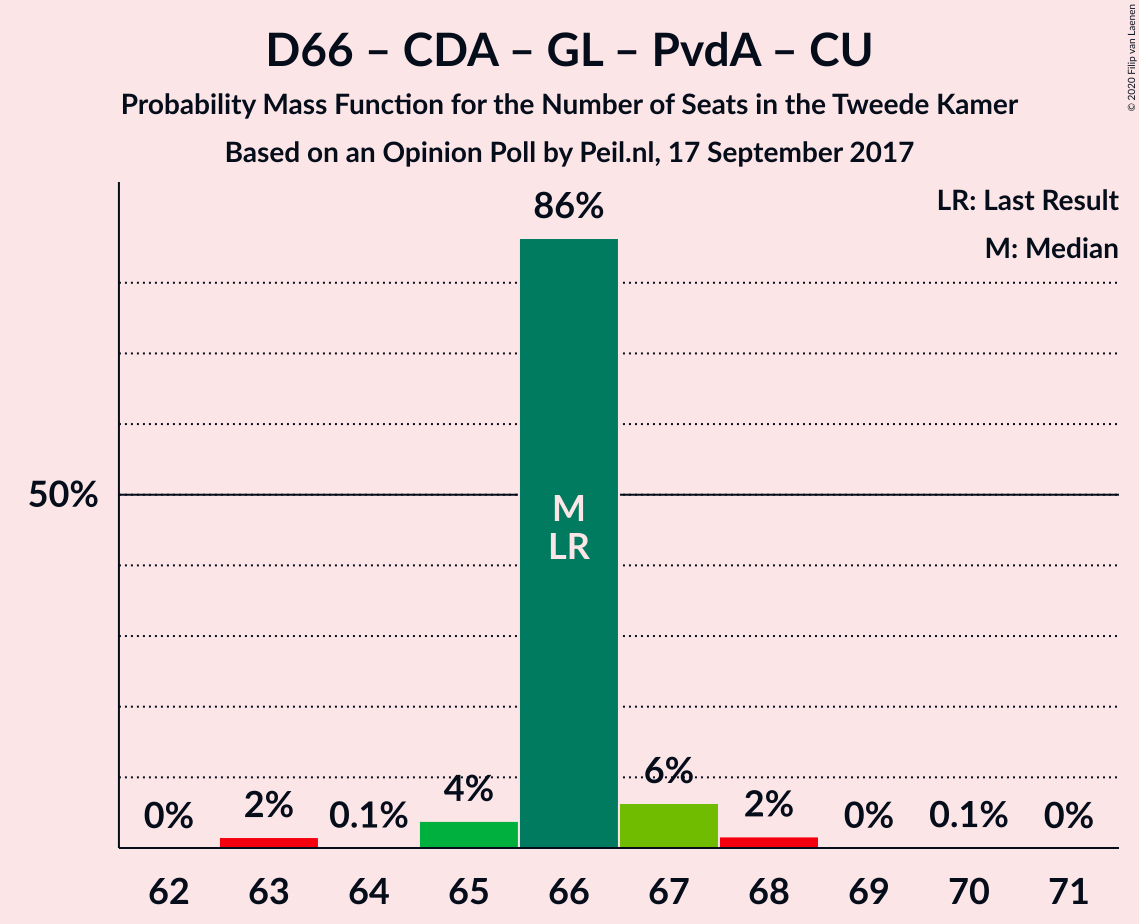 D66 – CDA – GL – PvdA – CU
Probability Mass Function for the Number of Seats in the Tweede Kamer
Based on an Opinion Poll by Peil.nl, 17 September 2017
© 2020 Filip van Laenen
LR: Last Result
M: Median
86%
50%
M
LR
0%
2%
0.1%
4%
6%
2%
0%
0.1%
0%
62 63 64 65 66 67 68 69 70 71